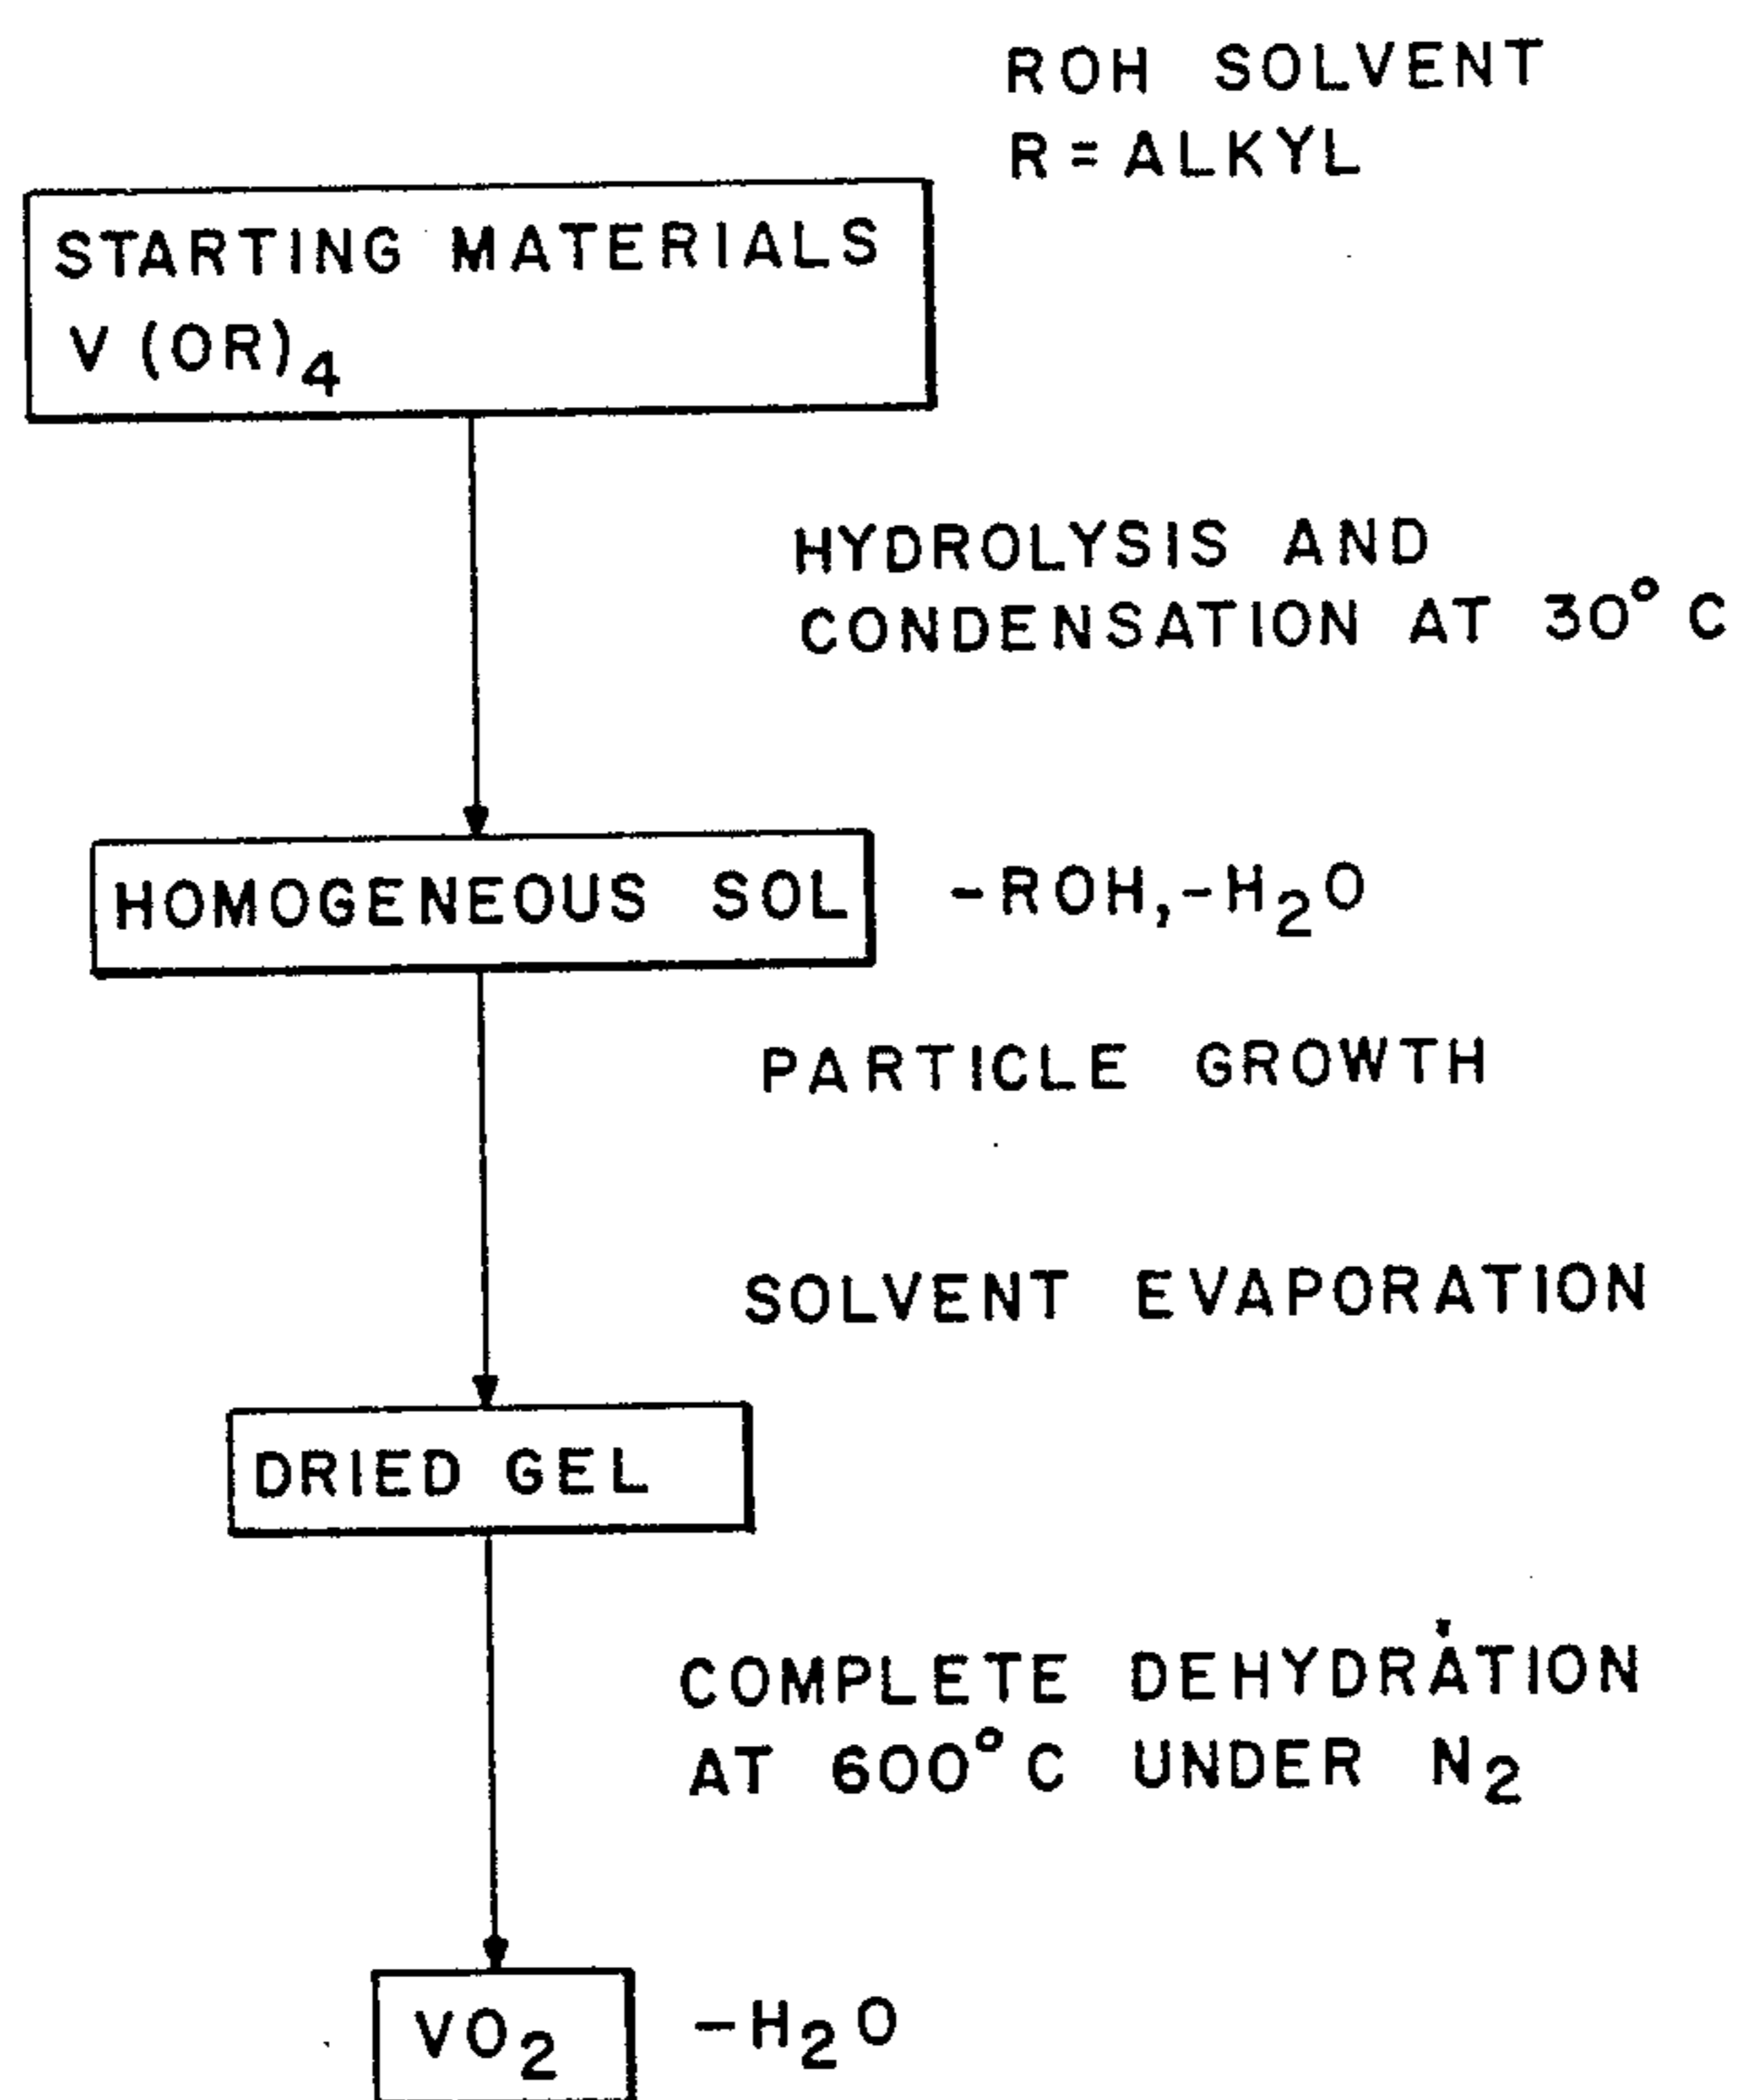 ROH SOLVENT
R=ALKYL
STARTING MATERIALS
V (OR)₄
HYDROLYSIS AND
CONDENSATION AT 30° C
HOMOGENEOUS SOL
-ROH,-H₂O
PARTICLE GROWTH
SOLVENT EVAPORATION
DRIED GEL
COMPLETE DEHYDRATION
AT 600°C UNDER N₂
VO₂
-H₂O